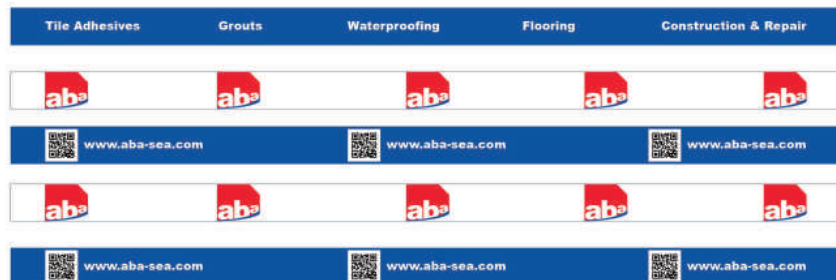 Tile Adhesives Grouts Waterproofing Flooring Construction & Repair
aba aba aba aba aba
www.aba-sea.com www.aba-sea.com www.aba-sea.com
aba aba aba aba aba
www.aba-sea.com www.aba-sea.com www.aba-sea.com